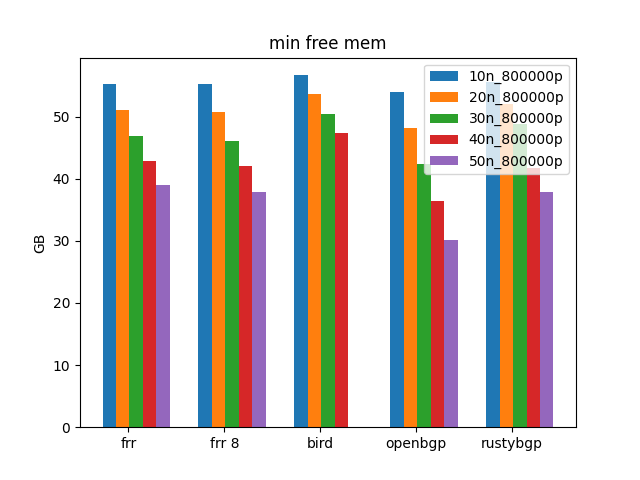 min free mem
10n_800000p
20n_800000p
30n_800000p
40n_800000p
50n_800000p
GB
50
40
30
20
10
0
frr
frr 8
bird
openbgp
rustybgp